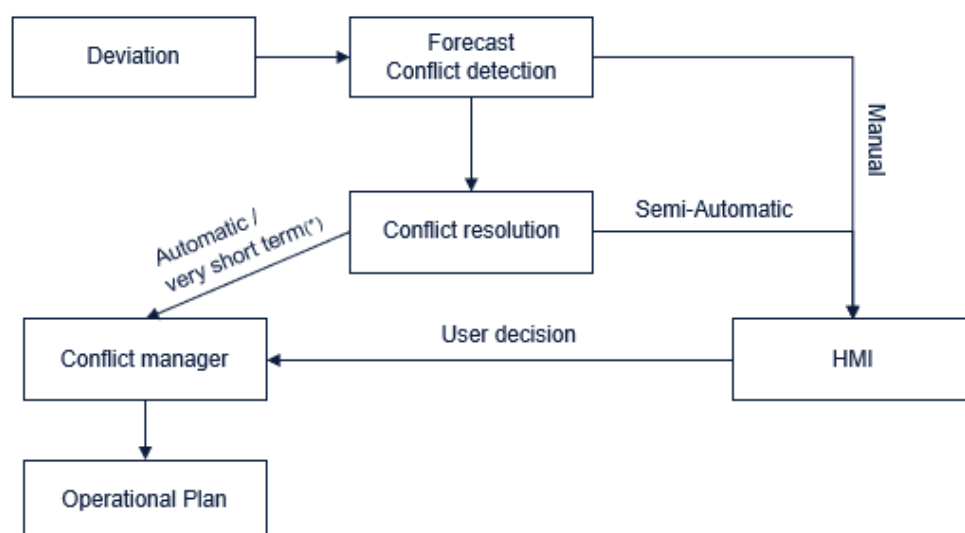 Deviation
Forecast
Conflict detection
Manual
Conflict resolution
Semi-Automatic
Automatic /
very short term(*)
Conflict manager
User decision
HMI
Operational Plan